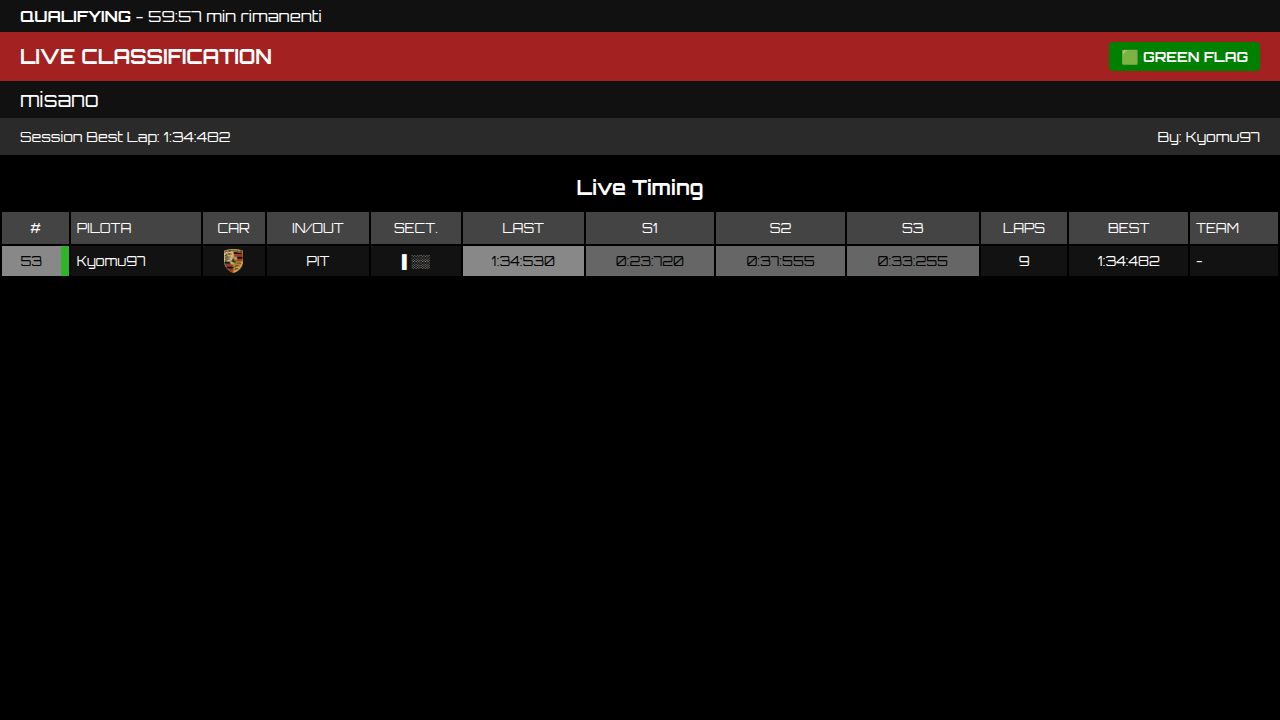 QUALIFYING - 59:57 min rimanenti
LIVE CLASSIFICATION
GREEN FLAG
misano
Session Best Lap: 1:34:482 By: Kyomu97
Live Timing
# PILOTA CAR IN/OUT SECT. LAST S1 S2 S3 LAPS BEST TEAM
53 Kyomu97 PIT 1:34:530 0:23:720 0:37:555 0:33:255 9 1:34:482 -